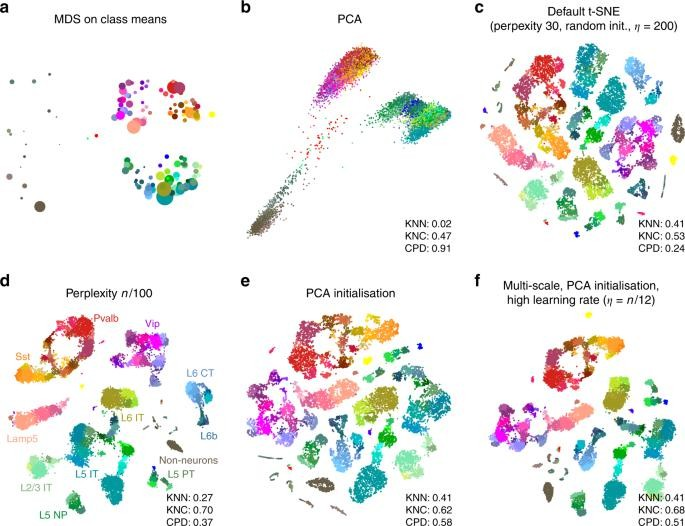 a
MDS on class means
b
PCA
KNN: 0.02
KNC: 0.47
CPD: 0.91
c
Default t-SNE
(perpexity 30, random init., η = 200)
KNN: 0.41
KNC: 0.53
CPD: 0.24
d
Perplexity n/100
Pvalb
Vip
Sst
L6 CT
L6 IT
Lamp5
L6b
Non-neurons
L5 IT
L5 PT
L2/3 IT
L5 NP
KNN: 0.27
KNC: 0.70
CPD: 0.37
e
PCA initialisation
KNN: 0.41
KNC: 0.62
CPD: 0.58
f
Multi-scale, PCA initialisation,
high learning rate (η = n/12)
KNN: 0.41
KNC: 0.68
CPD: 0.51